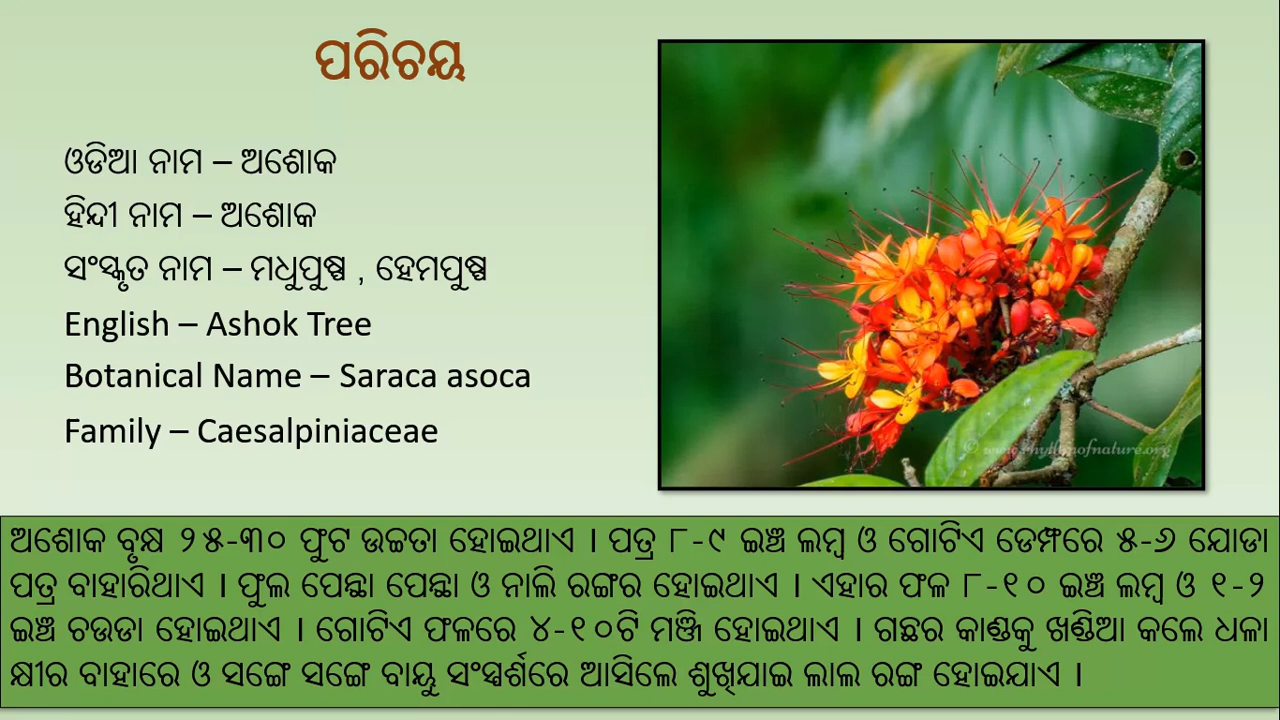 ପରିଚୟ
ଓଡିଆ ନାମ – ଅଶୋକ
ହିନ୍ଦୀ ନାମ – ଅଶୋକ
ସଂସ୍କୃତ ନାମ – ମଧୁପୁଷ୍ପ , ହେମପୁଷ୍ପ
English – Ashok Tree
Botanical Name – Saraca asoca
Family – Caesalpiniaceae
© www.rhythmofnature.org
ଅଶୋକ ବୃକ୍ଷ ୨୫-୩୦ ଫୁଟ ଉଚ୍ଚତା ହୋଇଥାଏ । ପତ୍ର ୮-୯ ଇଞ୍ଚ ଲମ୍ବ ଓ ଗୋଟିଏ ଡେମ୍ଫରେ ୫-୬ ଯୋଡା
ପତ୍ର ବାହାରିଥାଏ । ଫୁଲ ପେନ୍ଥା ପେନ୍ଥା ଓ ନାଲି ରଙ୍ଗର ହୋଇଥାଏ । ଏହାର ଫଳ ୮-୧୦ ଇଞ୍ଚ ଲମ୍ବ ଓ ୧-୨
ଇଞ୍ଚ ଚଉଡା ହୋଇଥାଏ । ଗୋଟିଏ ଫଳରେ ୪-୧୦ଟି ମଞ୍ଜି ହୋଇଥାଏ । ଗଛର କାଣ୍ଡକୁ ଖଣ୍ଡିଆ କଲେ ଧଳା
କ୍ଷୀର ବାହାରେ ଓ ସଙ୍ଗେ ସଙ୍ଗେ ବାୟୁ ସଂସ୍ପର୍ଶରେ ଆସିଲେ ଶୁଖିଯାଇ ଲାଲ ରଙ୍ଗ ହୋଇଯାଏ ।